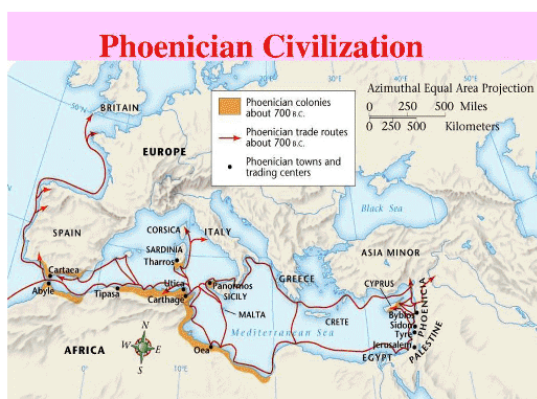 Phoenician Civilization
Azimuthal Equal Area Projection
0 250 500 Miles
0 250 500 Kilometers
Phoenician colonies
about 700 B.C.
Phoenician trade routes
about 700 B.C.
Phoenician towns and
trading centers
50°N
BRITAIN
EUROPE
Black Sea
SPAIN
CORSICA
ITALY
SARDINIA
Tharros
ASIA MINOR
GREECE
Cartaea
Abyle
Tipasa
Utica
Carthage
Panormos
SICILY
MALTA
CYPRUS
CRETE
Byblos
Sidon
Tyre
Jerusalem
PHOENICIA
PALESTINE
Mediterranean Sea
N
W E
S
AFRICA
Oea
EGYPT
0°
10°E